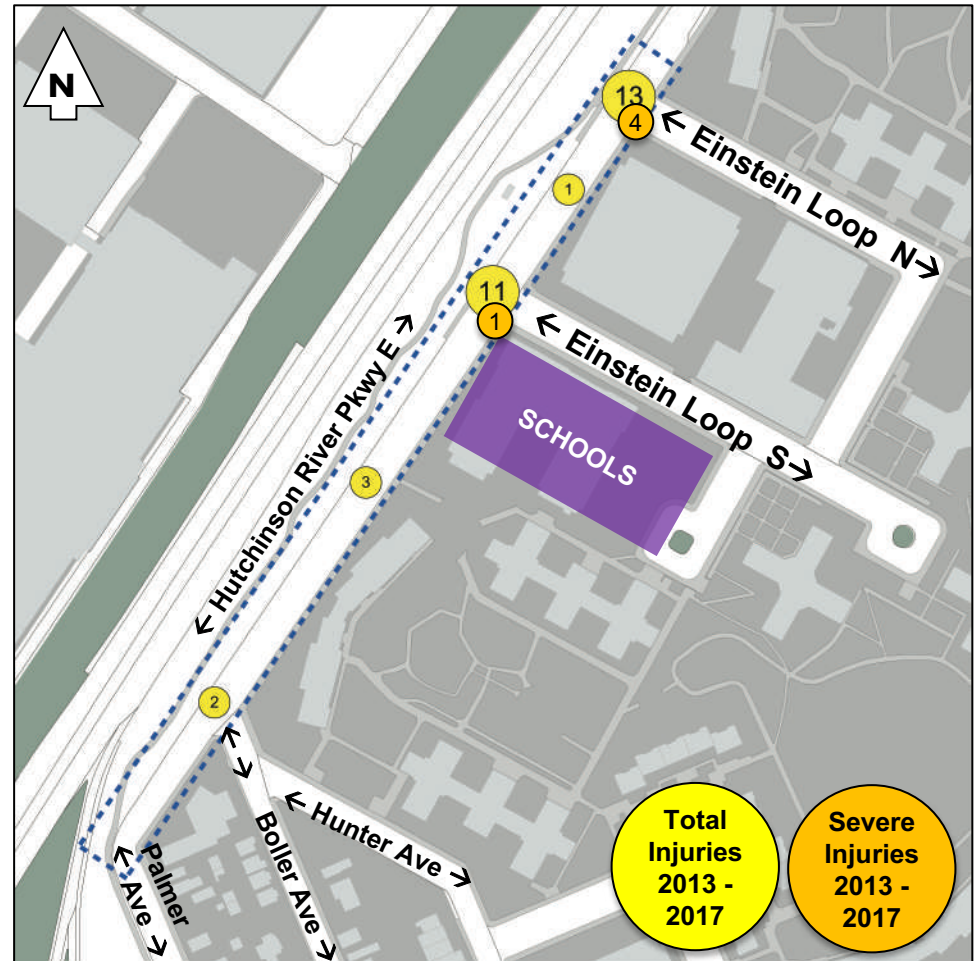 N
13
4
← Einstein Loop N→
1
11
1
← Einstein Loop S→
← Hutchinson River Pkwy E →
SCHOOLS
3
2
← Hunter Ave →
← Boller Ave →
← Palmer
Ave →
Total
Injuries
2013 -
2017
Severe
Injuries
2013 -
2017